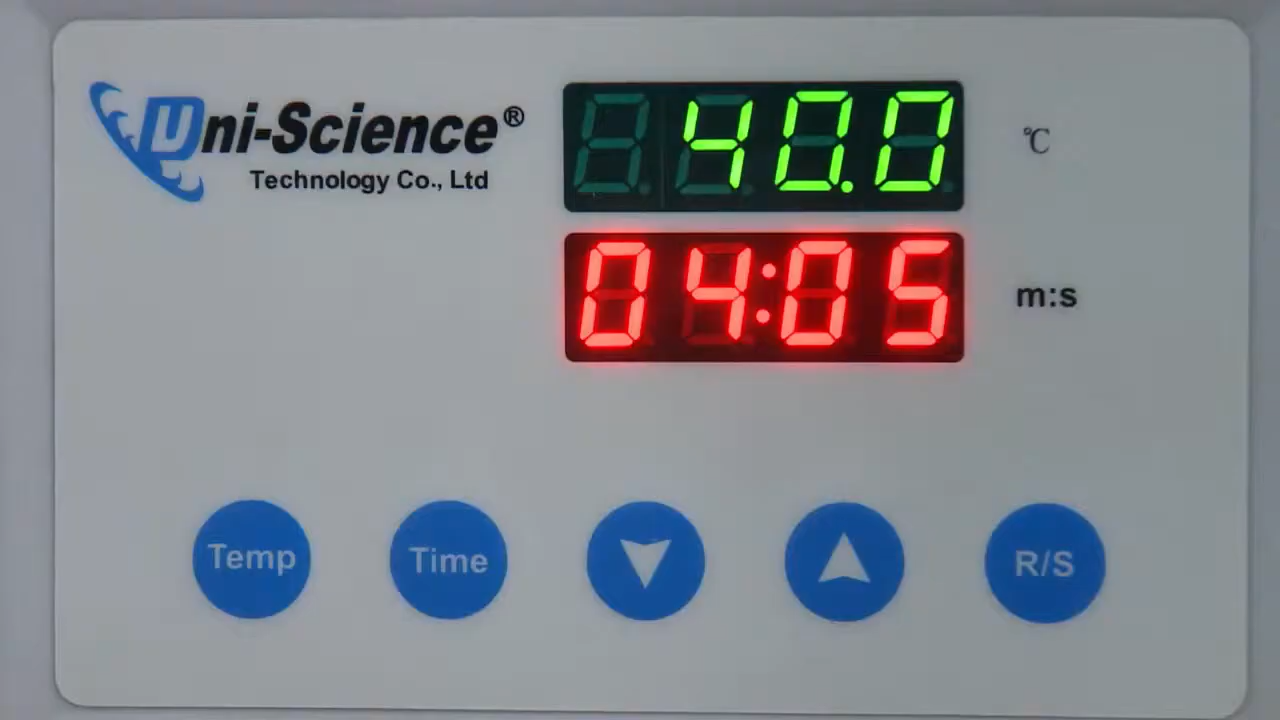 Uni-Science®
Technology Co., Ltd
40.0 ℃
04:05 m:s
Temp Time R/S